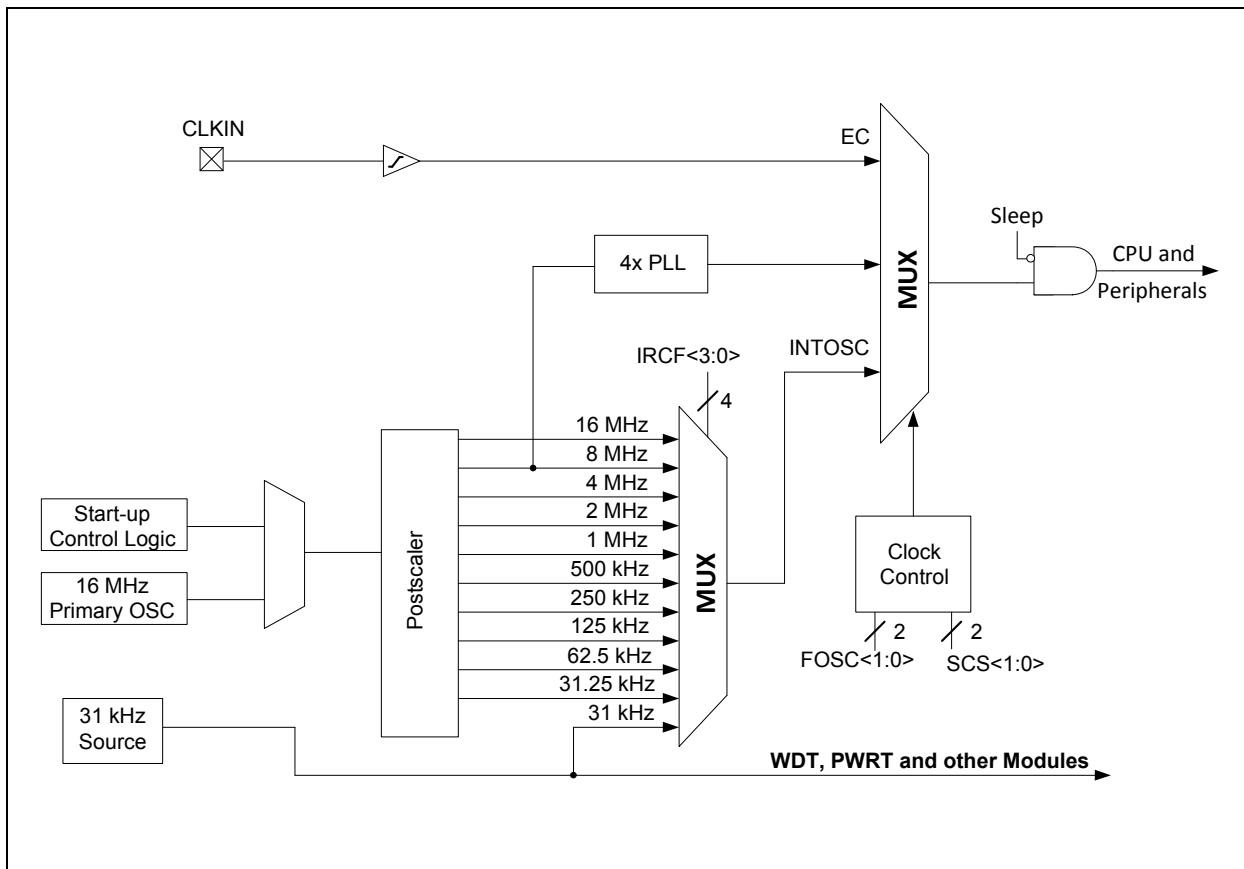 CLKIN
EC
Sleep
4x PLL
CPU and
Peripherals
MUX
IRCF<3:0>
INTOSC
4
16 MHz
8 MHz
4 MHz
2 MHz
1 MHz
500 kHz
250 kHz
125 kHz
62.5 kHz
31.25 kHz
31 kHz
Start-up
Control Logic
16 MHz
Primary OSC
Postscaler
MUX
Clock
Control
2
2
FOSC<1:0>
SCS<1:0>
31 kHz
Source
WDT, PWRT and other Modules